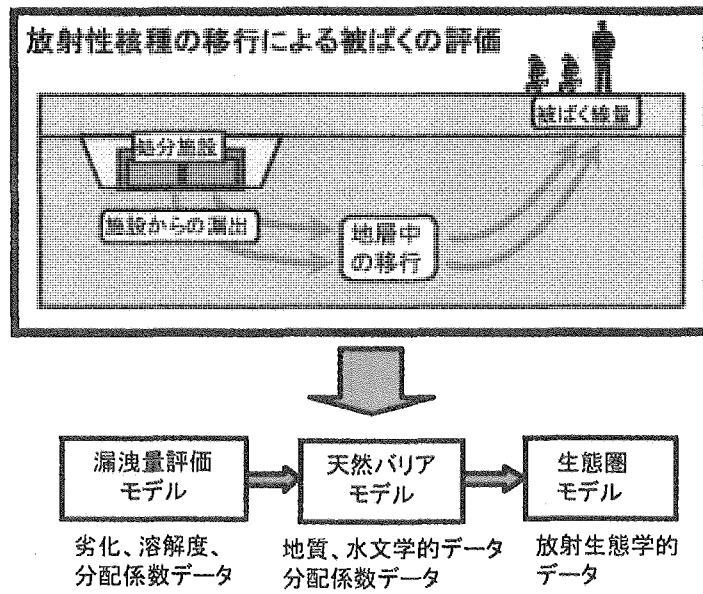 放射性核種の移行による被ばくの評価
被ばく線量
処分施設
施設からの漏出
地層中
の移行
漏洩量評価
モデル
天然バリア
モデル
生態圏
モデル
劣化、溶解度、
分配係数データ
地質、水文学的データ
分配係数データ
放射生態学的
データ